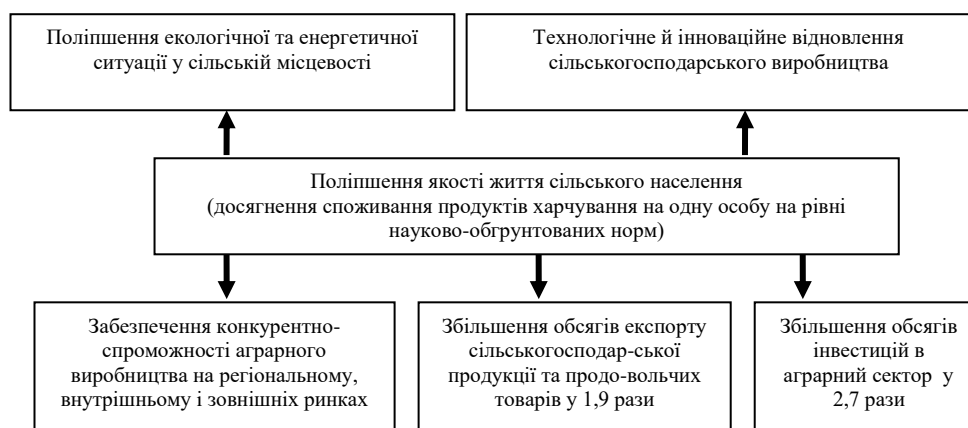 Поліпшення екологічної та енергетичної
ситуації у сільській місцевості
Технологічне й інноваційне відновлення
сільськогосподарського виробництва
Поліпшення якості життя сільського населення
(досягнення споживання продуктів харчування на одну особу на рівні
науково-обгрунтованих норм)
Забезпечення конкурентно-
спроможності аграрного
виробництва на регіональному,
внутрішньому і зовнішніх ринках
Збільшення обсягів експорту
сільськогосподар-ської
продукції та продо-вольчих
товарів у 1,9 рази
Збільшення обсягів
інвестицій в
аграрний сектор у
2,7 рази